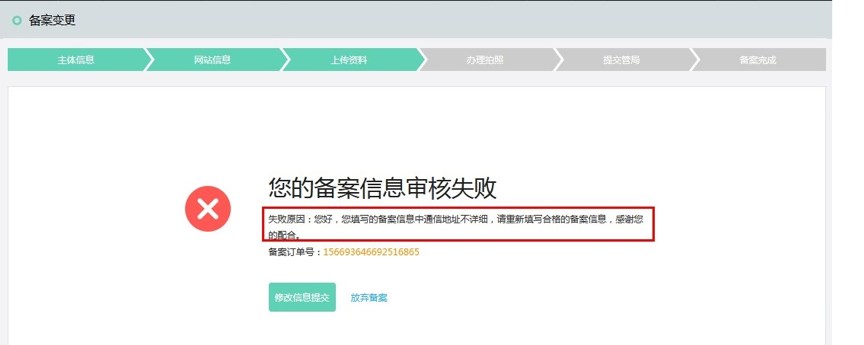 备案变更
主体信息
网站信息
上传资料
办理拍照
提交管局
备案完成
您的备案信息审核失败
失败原因：您好，您填写的备案信息中通信地址不详细，请重新填写合格的备案信息，感谢您
的配合。
备案订单号：156693646692516865
修改信息提交
放弃备案